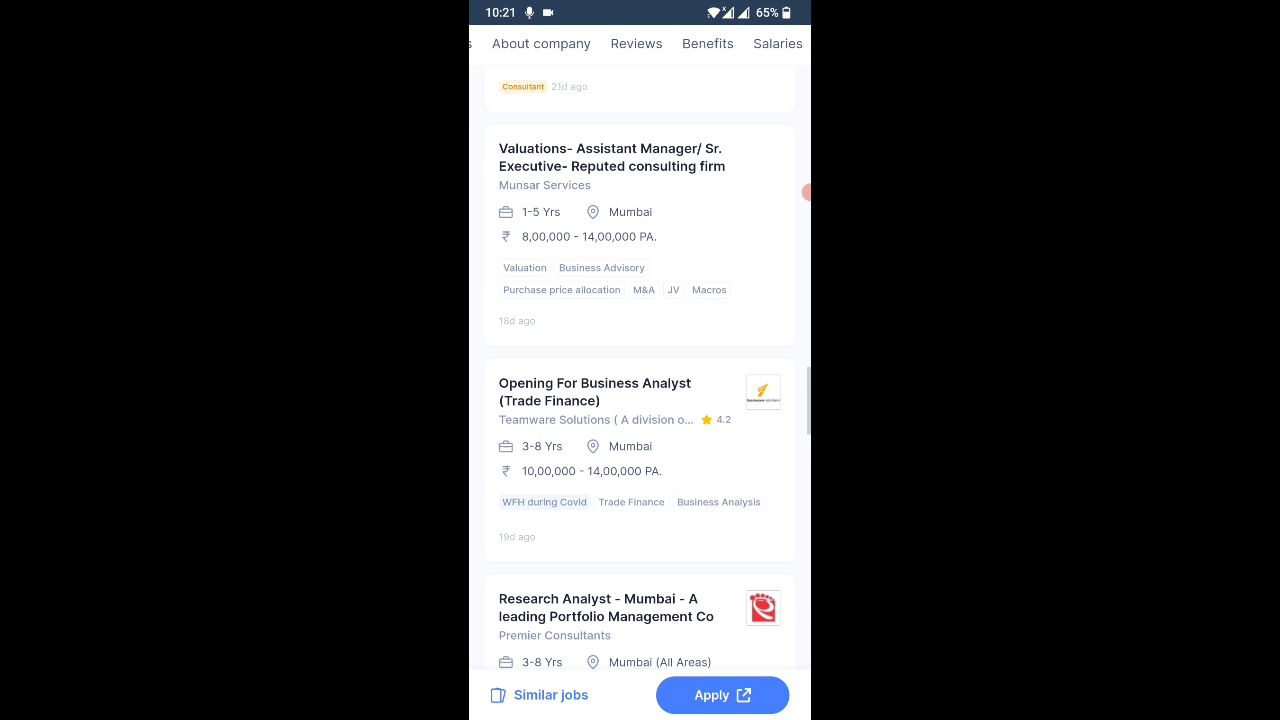 10:21 65%
s About company Reviews Benefits Salaries
Consultant 21d ago
Valuations- Assistant Manager/ Sr.
Executive- Reputed consulting firm
Munsar Services
1-5 Yrs Mumbai
₹ 8,00,000 - 14,00,000 PA.
Valuation Business Advisory
Purchase price allocation M&A JV Macros
18d ago
Opening For Business Analyst
(Trade Finance)
Teamware Solutions ( A division o... 4.2
3-8 Yrs Mumbai
₹ 10,00,000 - 14,00,000 PA.
WFH during Covid Trade Finance Business Analysis
19d ago
Research Analyst - Mumbai - A
leading Portfolio Management Co
Premier Consultants
3-8 Yrs Mumbai (All Areas)
Similar jobs Apply